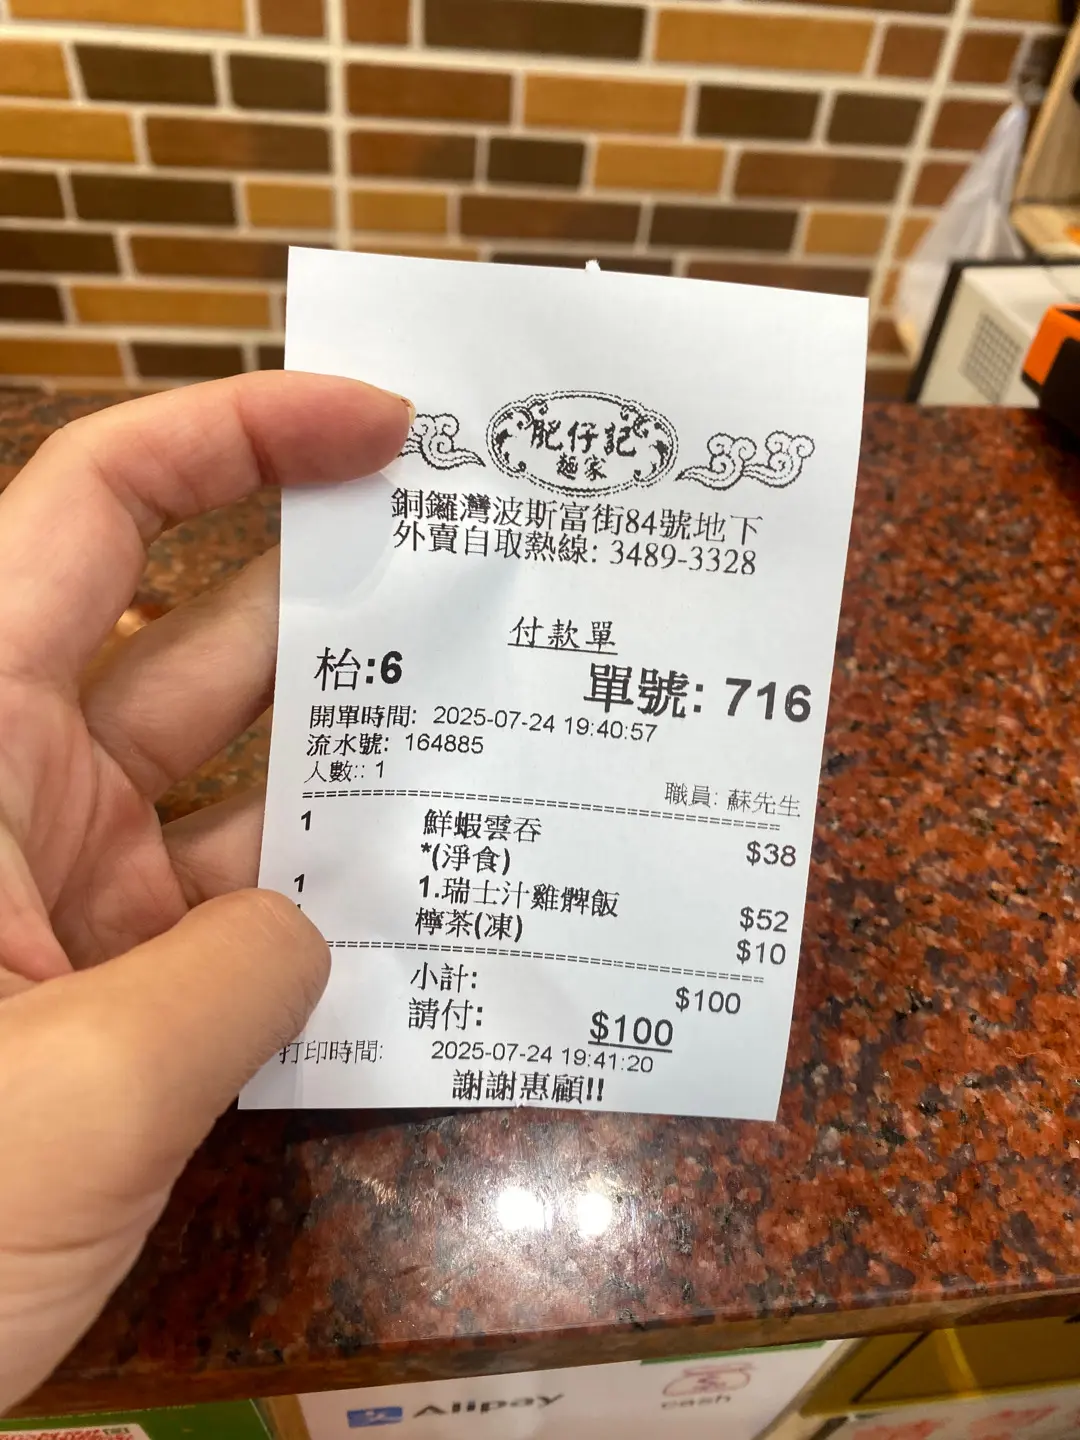 肥仔記
麵家
銅鑼灣波斯富街84號地下
外賣自取熱線: 3489-3328
付款單
枱:6 單號: 716
開單時間: 2025-07-24 19:40:57
流水號: 164885
人數:: 1 職員: 蘇先生
1 鮮蝦雲吞 $38
*(淨食)
1 1.瑞士汁雞髀飯 $52
檸茶(凍) $10
小計: $100
請付: $100
打印時間: 2025-07-24 19:41:20
謝謝惠顧!!
Alipay
cash